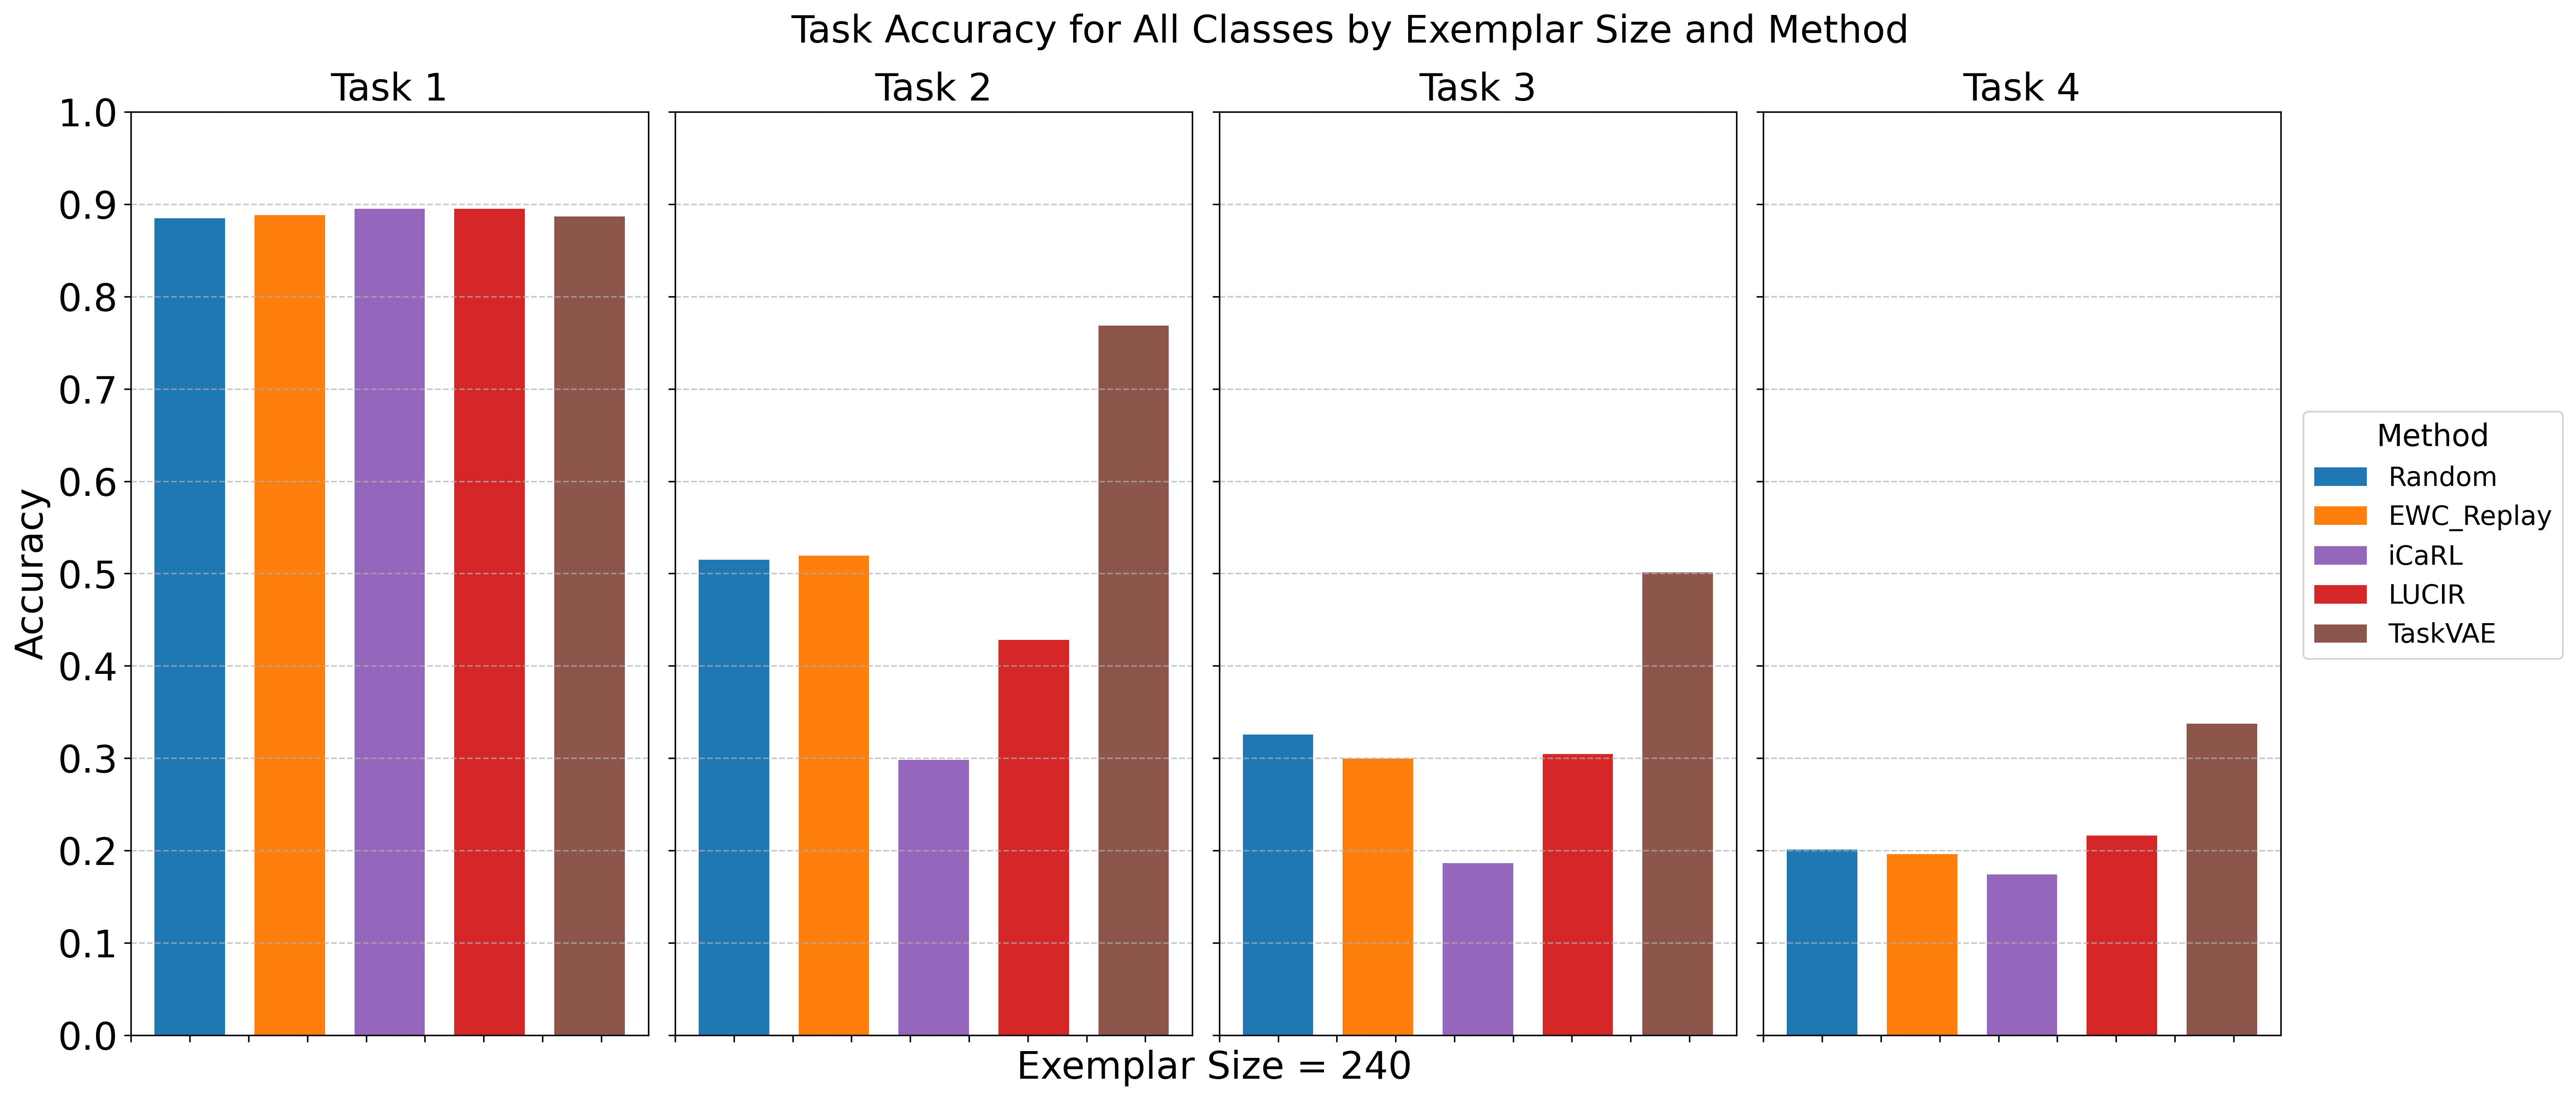 Task Accuracy for All Classes by Exemplar Size and Method
Task 1
Task 2
Task 3
Task 4
1.0
0.9
0.8
0.7
0.6
0.5
0.4
0.3
0.2
0.1
0.0
Accuracy
Exemplar Size = 240
Method
Random
EWC_Replay
iCaRL
LUCIR
TaskVAE